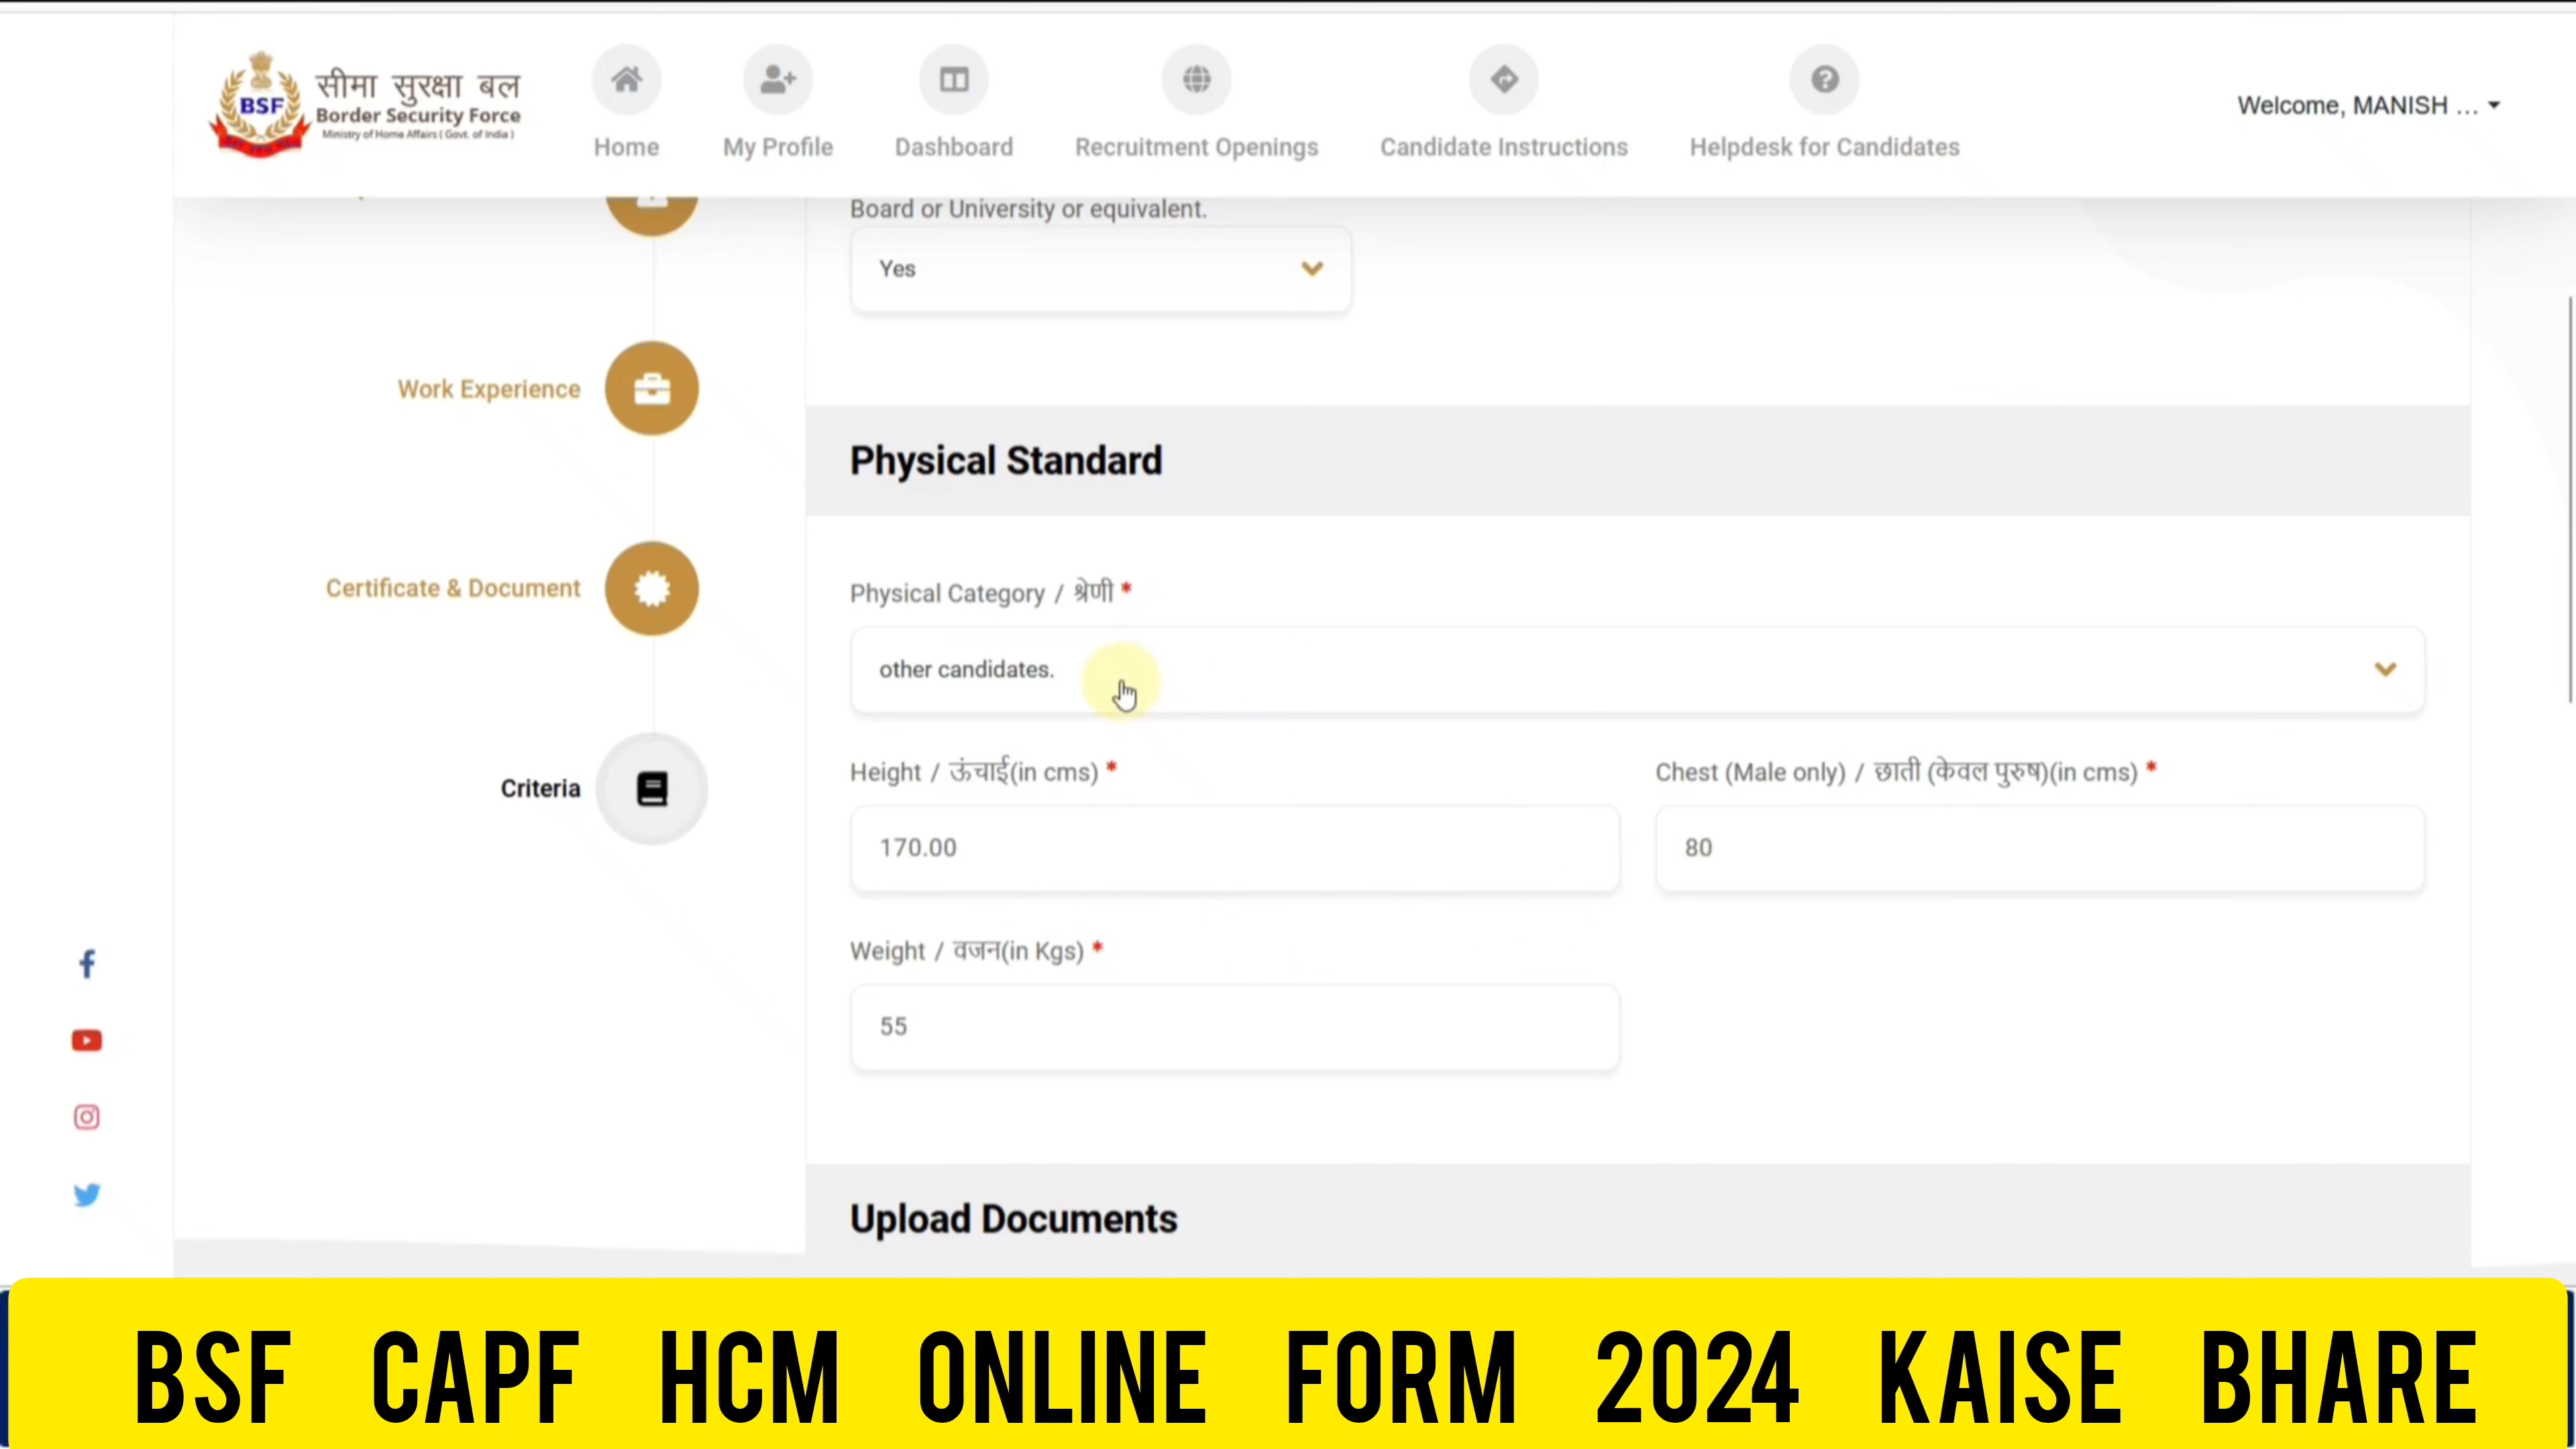 सीमा सुरक्षा बल
BSF
Border Security Force
Ministry of Home Affairs ( Govt. of India )
Home
My Profile
Dashboard
Recruitment Openings
Candidate Instructions
Helpdesk for Candidates
Welcome, MANISH ...
Board or University or equivalent.
Yes
Work Experience
Physical Standard
Certificate & Document
Physical Category / श्रेणी *
other candidates.
Criteria
Height / ऊंचाई(in cms) *
Chest (Male only) / छाती (केवल पुरुष)(in cms) *
170.00
80
Weight / वजन(in Kgs) *
55
Upload Documents
BSF CAPF HCM ONLINE FORM 2024 KAISE BHARE